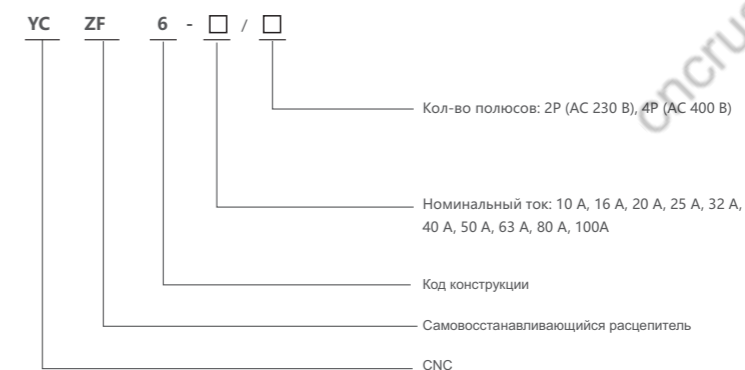 YC ZF 6 - □ / □
Кол-во полюсов: 2P (AC 230 В), 4P (AC 400 В)
Номинальный ток: 10 А, 16 А, 20 А, 25 А, 32 А,
40 А, 50 А, 63 А, 80 А, 100А
Код конструкции
Самовосстанавливающийся расцепитель
CNC